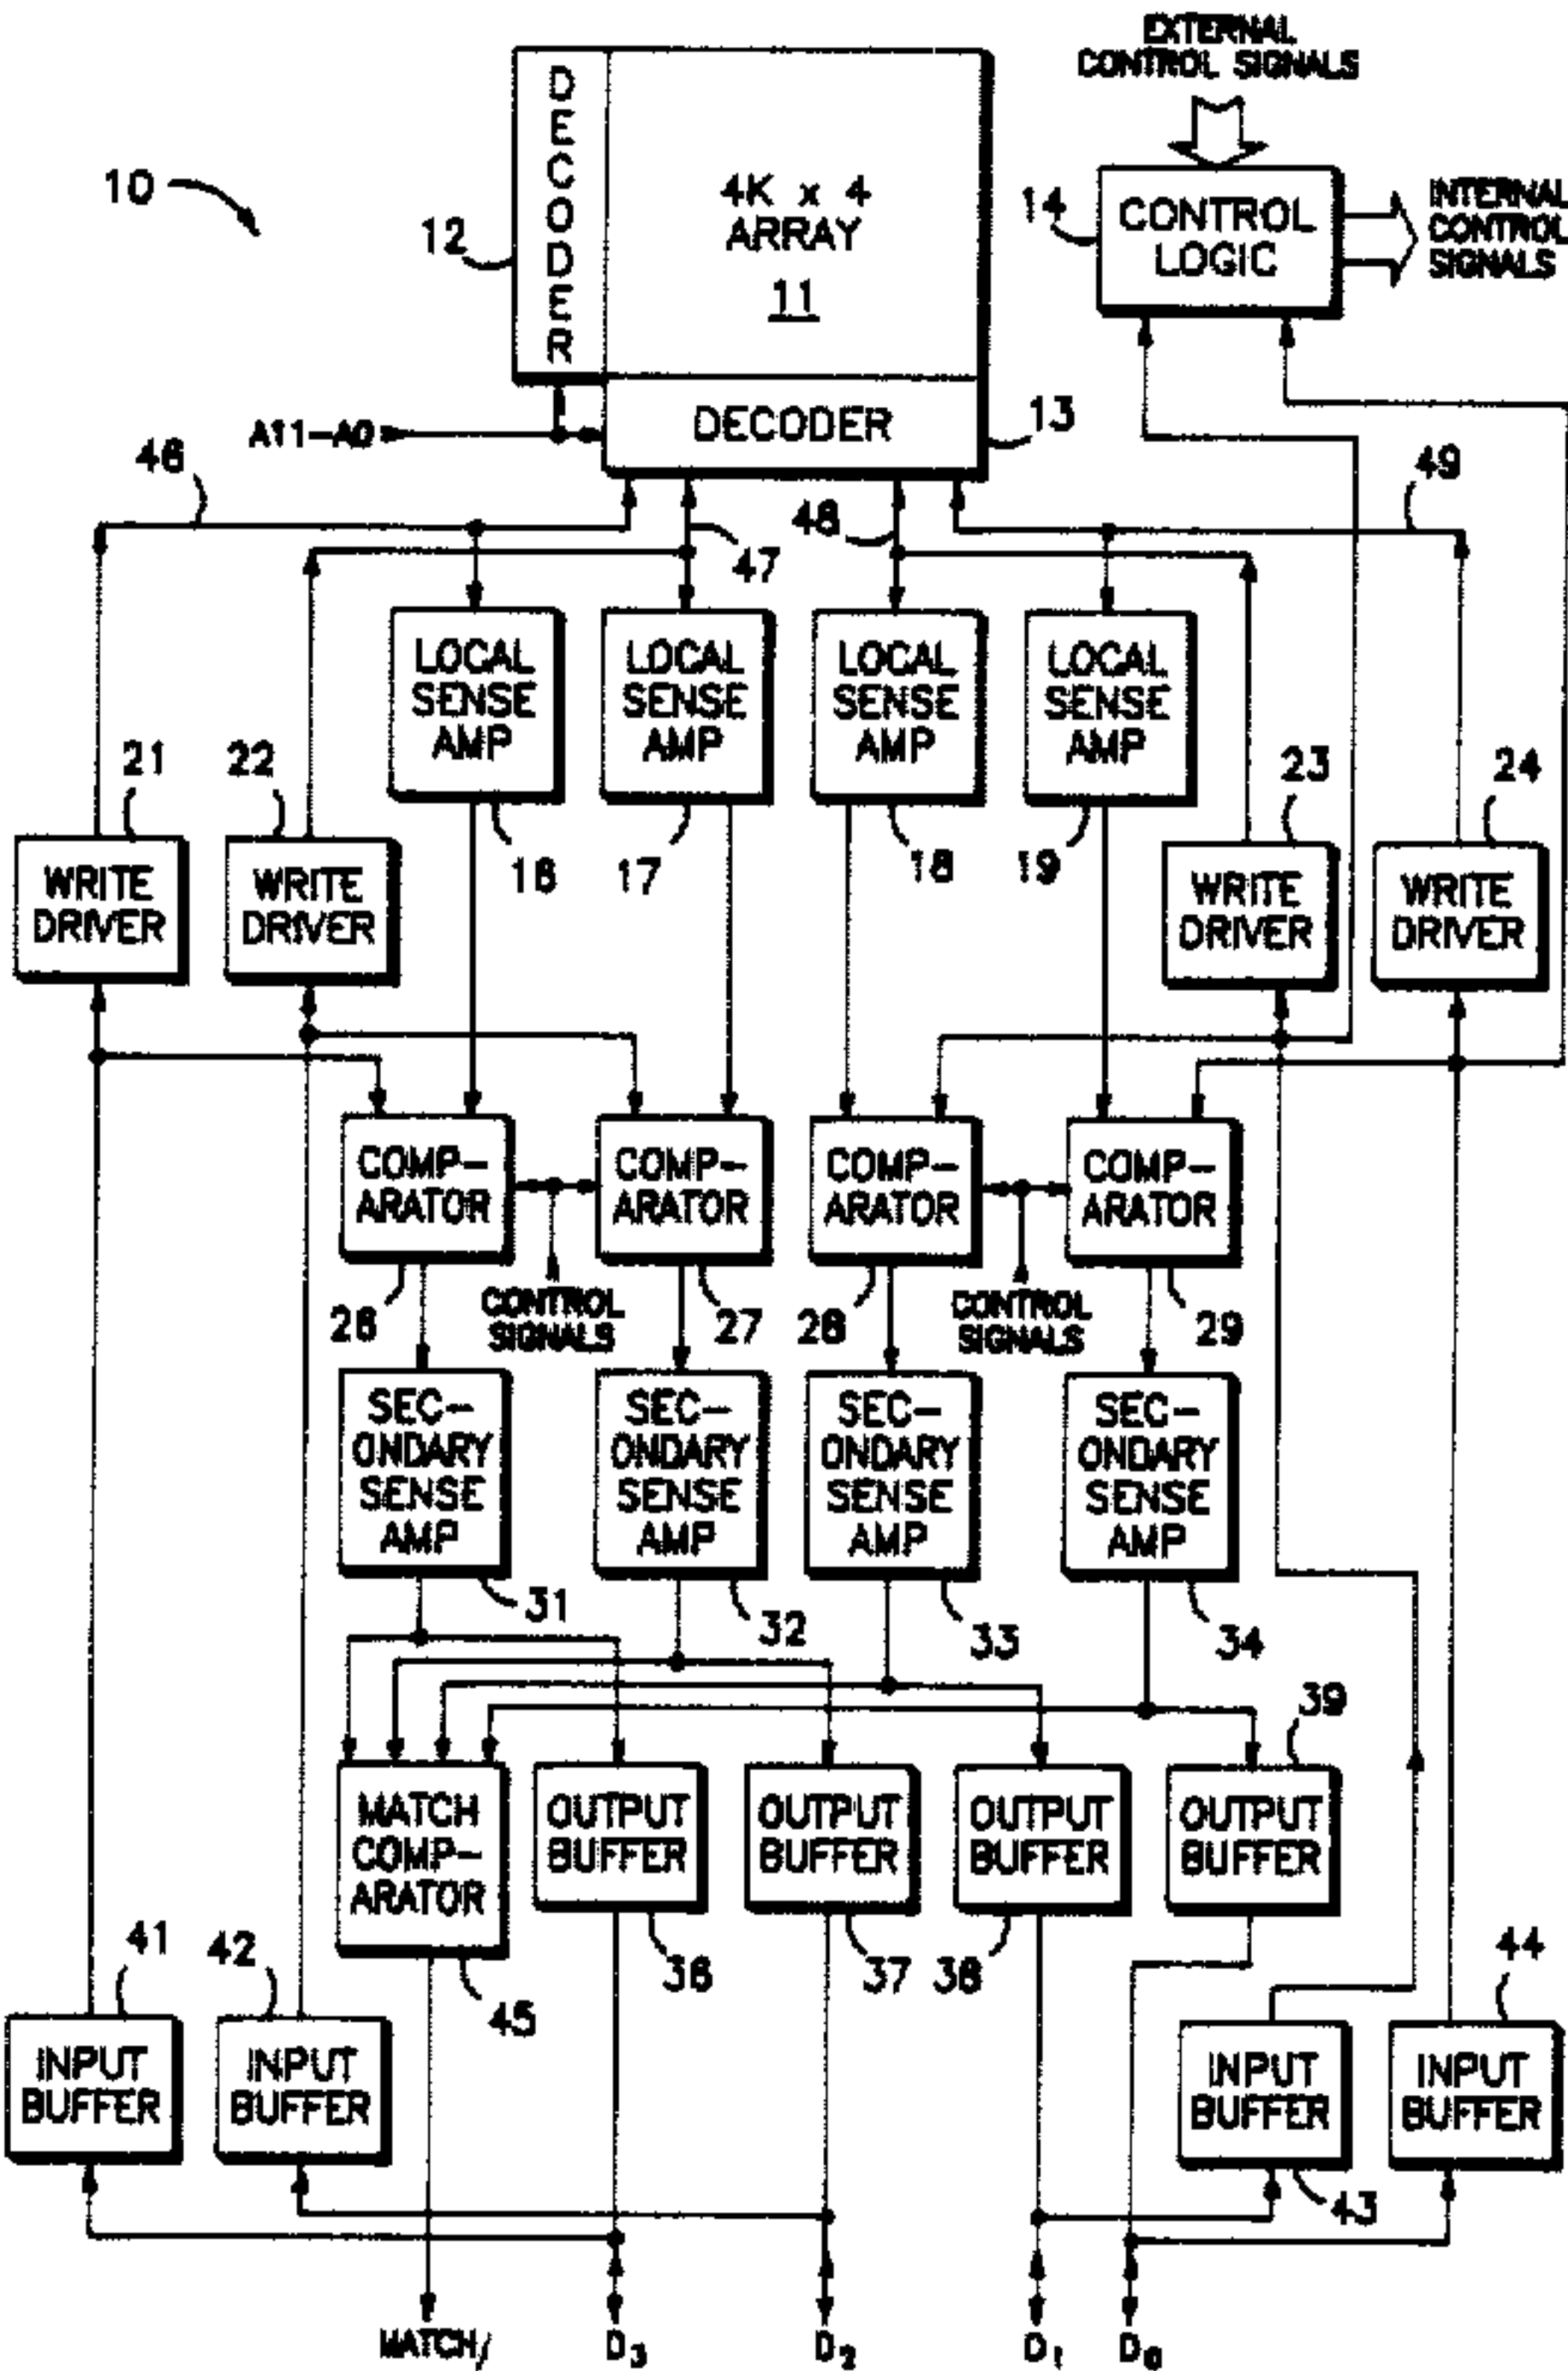 EXTERNAL
CONTROL SIGNALS
DECODER
4K x 4
ARRAY
11
10
12
14
CONTROL
LOGIC
INTERNAL
CONTROL
SIGNALS
A11-A0
DECODER
13
46
47
48
49
LOCAL
SENSE
AMP
LOCAL
SENSE
AMP
LOCAL
SENSE
AMP
LOCAL
SENSE
AMP
21
22
23
24
16
17
18
19
WRITE
DRIVER
WRITE
DRIVER
WRITE
DRIVER
WRITE
DRIVER
COMP-
ARATOR
COMP-
ARATOR
COMP-
ARATOR
COMP-
ARATOR
26
CONTROL
SIGNALS
27
28
CONTROL
SIGNALS
29
SEC-
ONDARY
SENSE
AMP
SEC-
ONDARY
SENSE
AMP
SEC-
ONDARY
SENSE
AMP
SEC-
ONDARY
SENSE
AMP
31
32
33
34
39
MATCH
COMP-
ARATOR
OUTPUT
BUFFER
OUTPUT
BUFFER
OUTPUT
BUFFER
OUTPUT
BUFFER
41
42
45
36
37
38
44
INPUT
BUFFER
INPUT
BUFFER
INPUT
BUFFER
INPUT
BUFFER
43
MATCH/
D3
D2
D1
D0